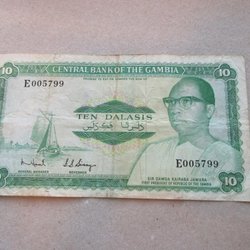 10
CENTRAL BANK OF THE GAMBIA
E005799
TEN DALASIS
E005799
GENERAL MANAGER
GOVERNOR
SIR DAWDA KAIRABA JAWARA
FIRST PRESIDENT OF REPUBLIC OF THE GAMBIA
10
10